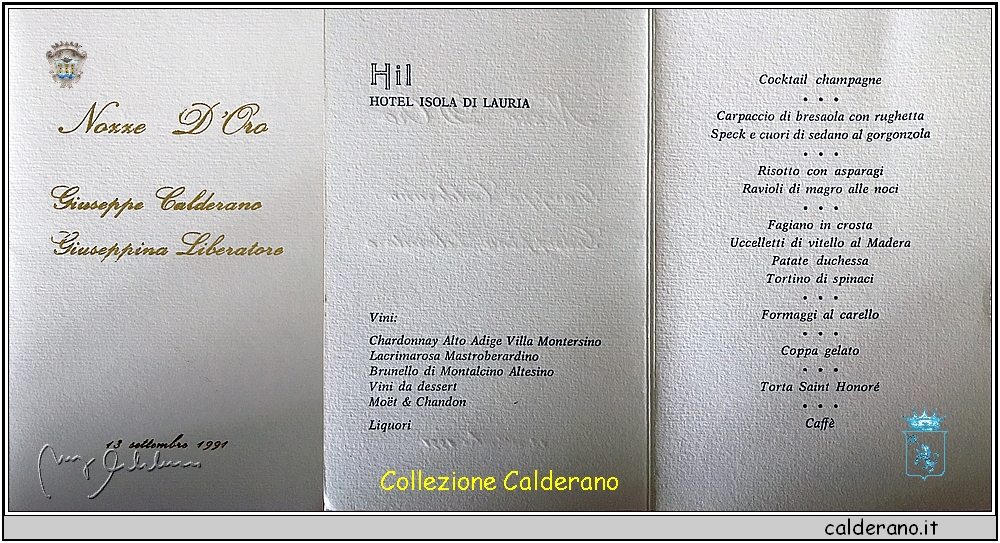 Nozze D'Oro
Giuseppe Calderano
Giuseppina Liberatore
13 settembre 1991
Hil
HOTEL ISOLA DI LAURIA
Vini:
Chardonnay Alto Adige Villa Montersino
Lacrimarosa Mastroberardino
Brunello di Montalcino Altesino
Vini da dessert
Moët & Chandon
Liquori
Cocktail champagne
• • •
Carpaccio di bresaola con rughetta
Speck e cuori di sedano al gorgonzola
• • •
Risotto con asparagi
Ravioli di magro alle noci
• • •
Fagiano in crosta
Uccelletti di vitello al Madera
Patate duchessa
Tortino di spinaci
• • •
Formaggi al carello
• • •
Coppa gelato
• • •
Torta Saint Honoré
• • •
Caffè
Collezione Calderano
calderano.it